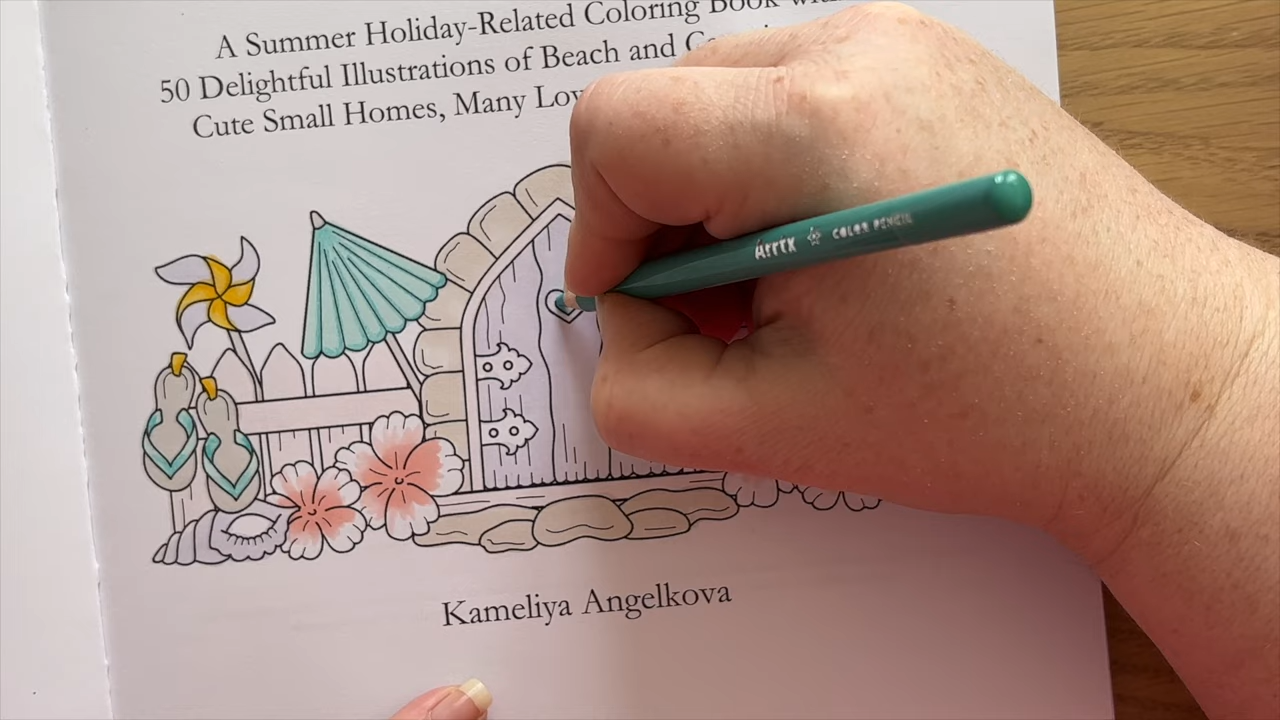 A Summer Holiday-Related Coloring Book
50 Delightful Illustrations of Beach and
Cute Small Homes, Many
Arrtx COLOR PENCIL
Kameliya Angelkova